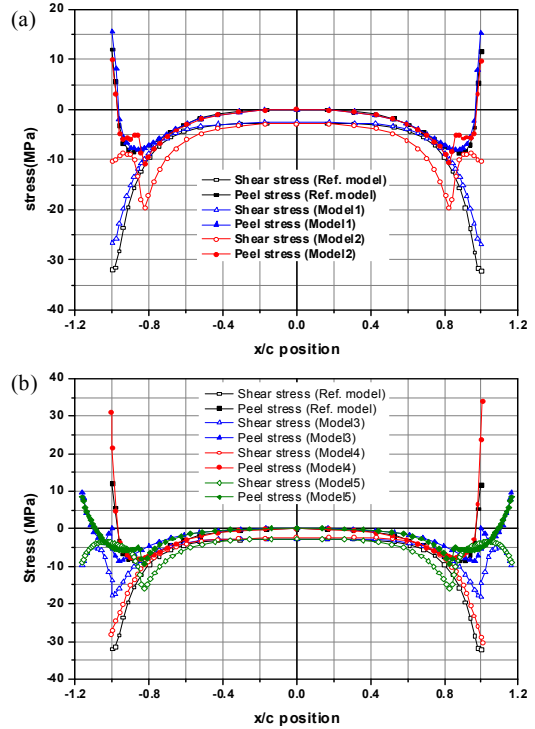 (a)
20
10
0
-10
-20
-30
40
stress(MPa)
Shear stress (Ref. model)
Peel stress (Ref. model)
Shear stress (Model1)
Peel stress (Model1)
Shear stress (Model2)
Peel stress (Model2)
-1.2 -0.8 -0.4 0.0 0.4 0.8 1.2
x/c position
(b)
40
30
20
10
0
-10
-20
-30
-40
Stress (MPa)
Shear stress (Ref. model)
Peel stress (Ref. model)
Shear stress (Model3)
Peel stress (Model3)
Shear stress (Model4)
Peel stress (Model4)
Shear stress (Model5)
Peel stress (Model5)
-1.2 -0.8 -0.4 0.0 0.4 0.8 1.2
x/c position